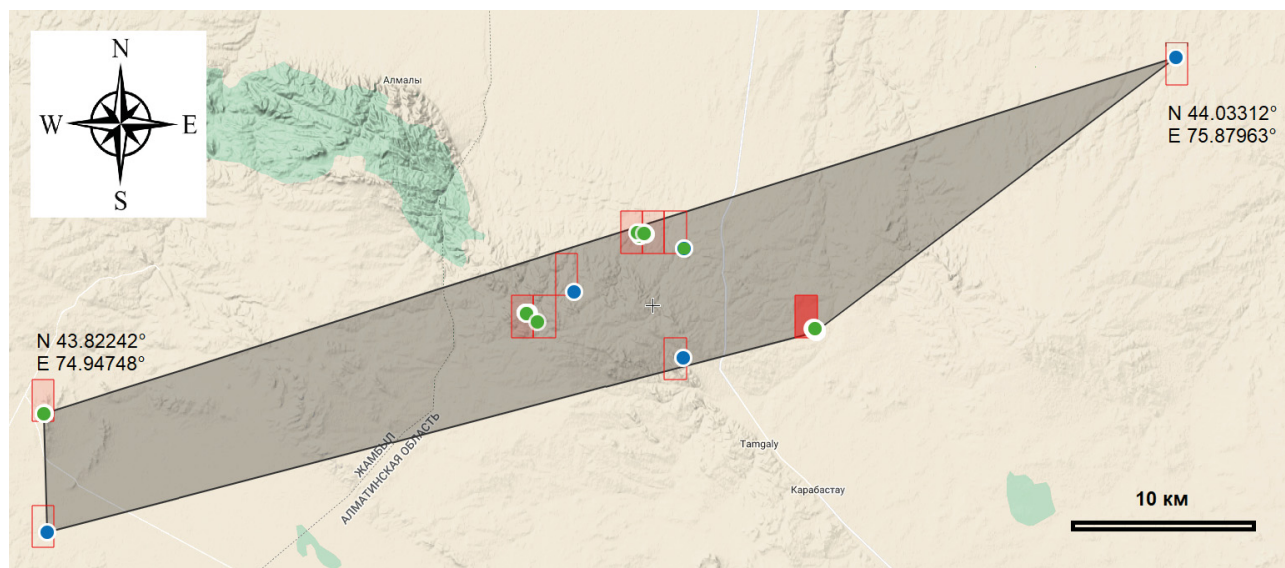 N
W E
S
Алмалы
N 44.03312°
E 75.87963°
N 43.82242°
E 74.94748°
ЖАМБЫЛ
АЛМАТИНСКАЯ ОБЛАСТЬ
Tamgaly
Карабастау
10 км